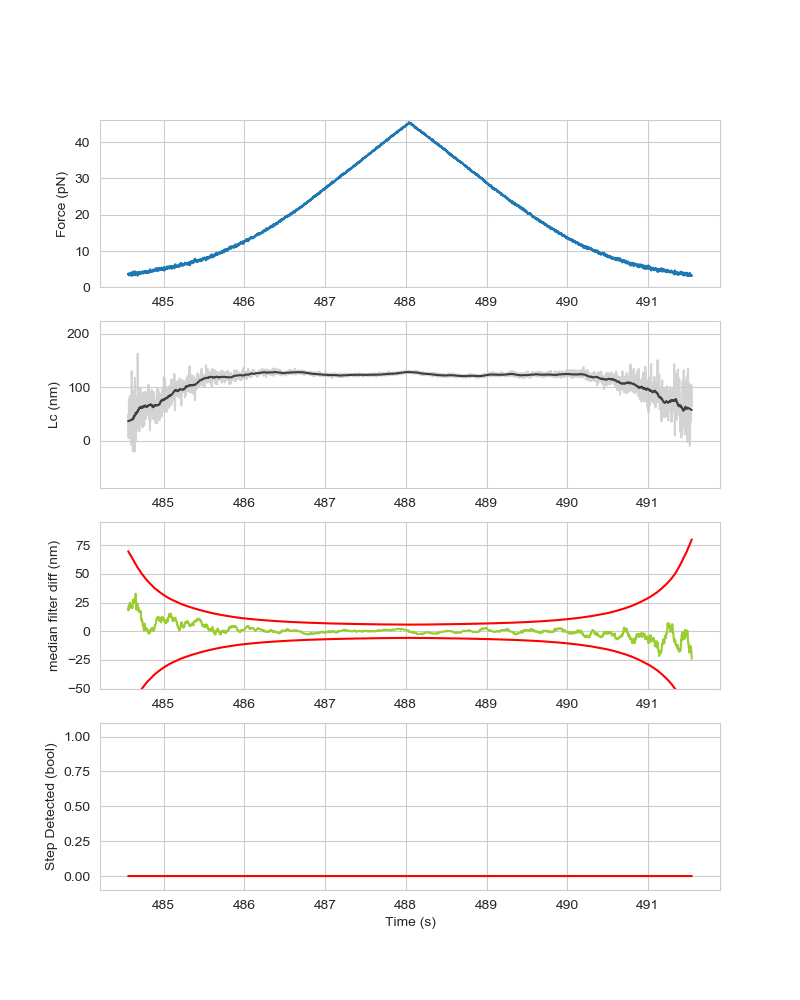 Force (pN)
40
30
20
10
0
485 486 487 488 489 490 491
Lc (nm)
200
100
0
485 486 487 488 489 490 491
median filter diff (nm)
75
50
25
0
−25
−50
485 486 487 488 489 490 491
Step Detected (bool)
1.00
0.75
0.50
0.25
0.00
485 486 487 488 489 490 491
Time (s)